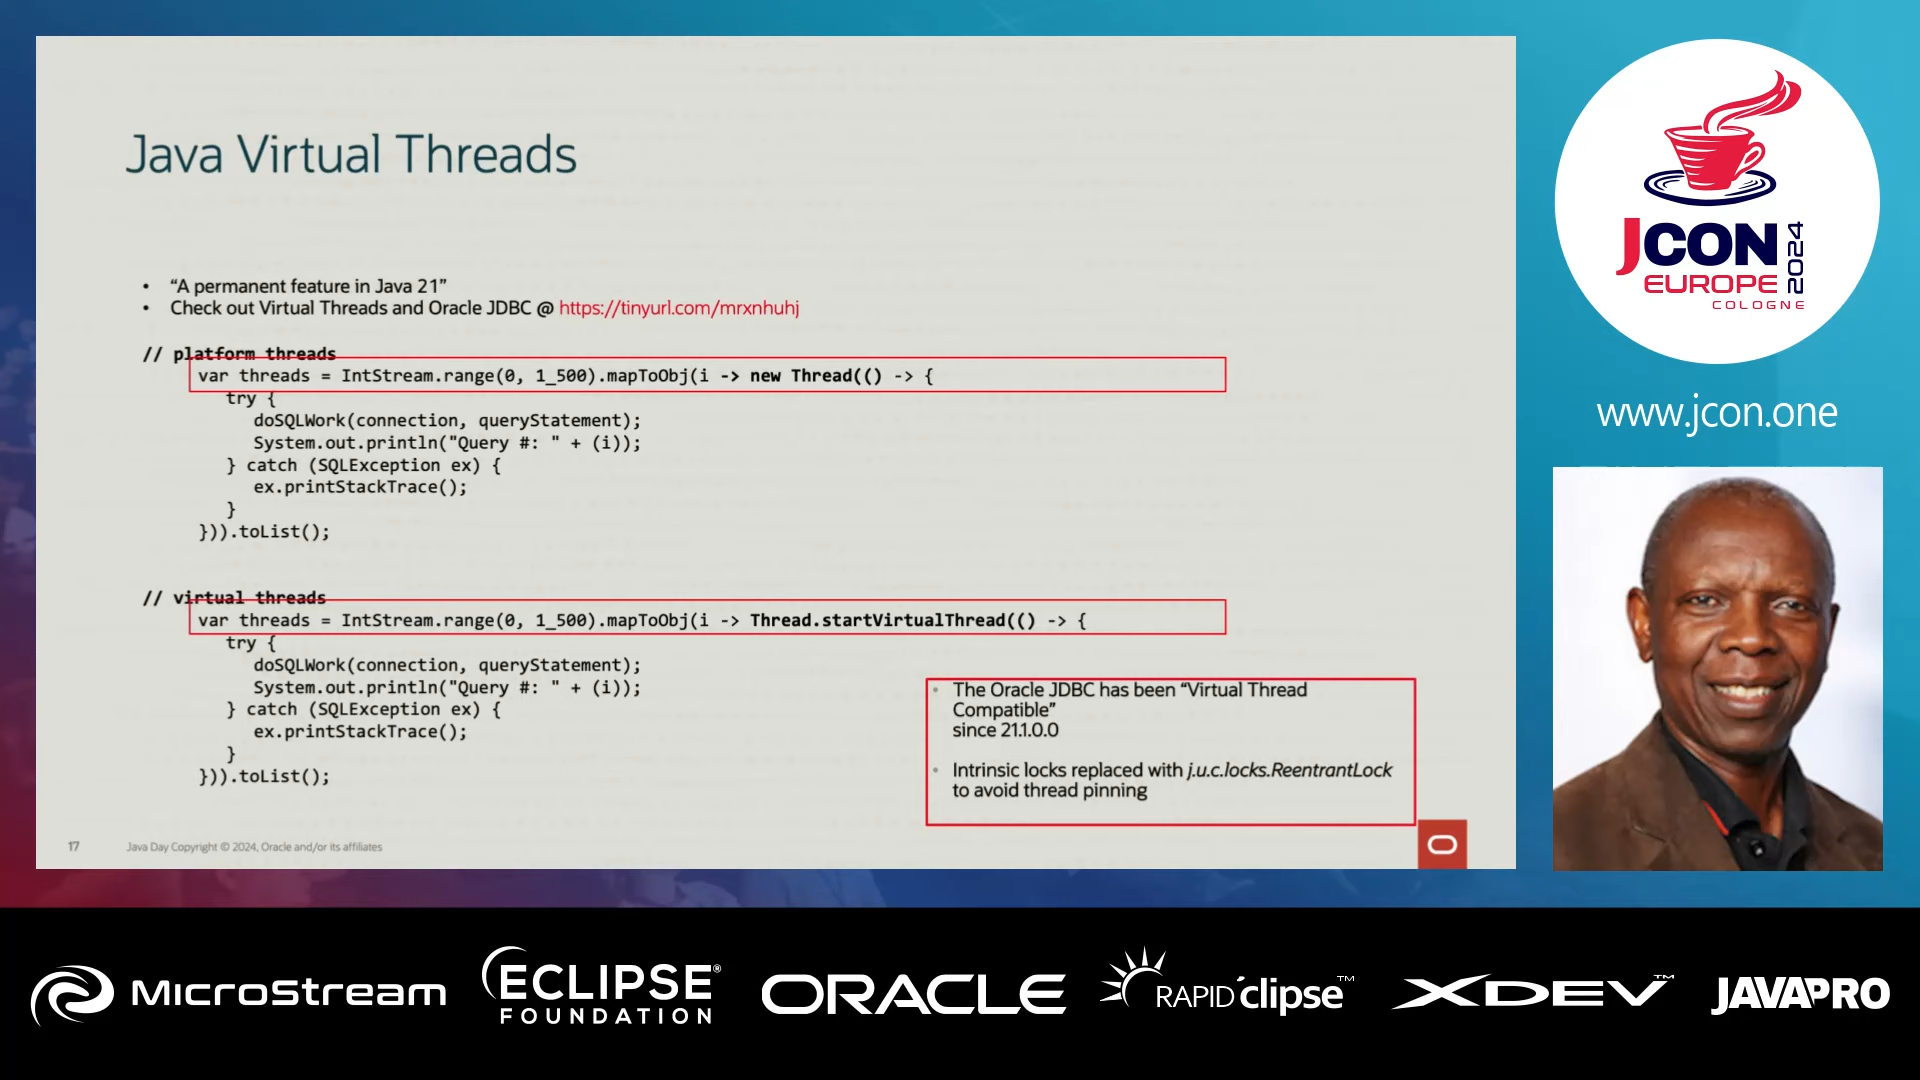 Java Virtual Threads
• “A permanent feature in Java 21”
• Check out Virtual Threads and Oracle JDBC @ https://tinyurl.com/mrxnhuhj
// platform threads
var threads = IntStream.range(0, 1_500).mapToObj(i -> new Thread(() -> {
try {
doSQLWork(connection, queryStatement);
System.out.println("Query #: " + (i));
} catch (SQLException ex) {
ex.printStackTrace();
}
})).toList();
// virtual threads
var threads = IntStream.range(0, 1_500).mapToObj(i -> Thread.startVirtualThread(() -> {
try {
doSQLWork(connection, queryStatement);
System.out.println("Query #: " + (i));
} catch (SQLException ex) {
ex.printStackTrace();
}
})).toList();
• The Oracle JDBC has been “Virtual Thread
Compatible”
since 21.1.0.0
• Intrinsic locks replaced with j.u.c.locks.ReentrantLock
to avoid thread pinning
17 Java Day Copyright © 2024, Oracle and/or its affiliates
JCON
EUROPE 2024
COLOGNE
www.jcon.one
MicroStream
ECLIPSE®
FOUNDATION
ORACLE
RAPID'clipse™
XDEV™
JAVAPRO